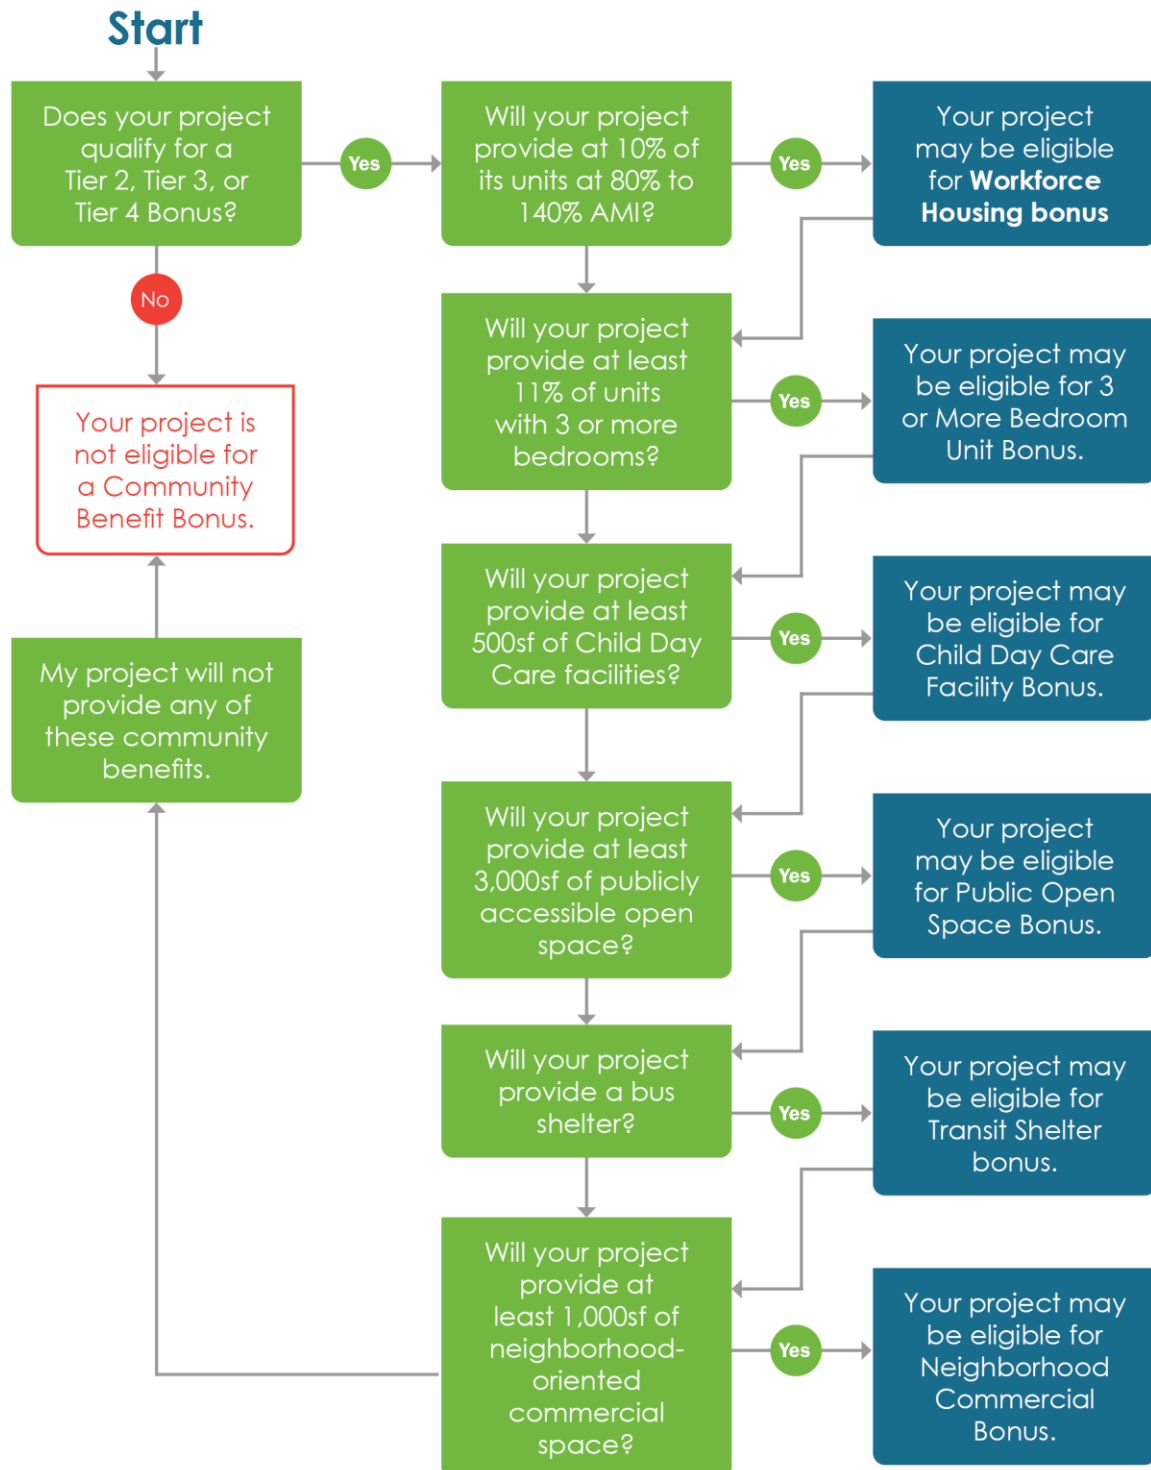 Start
Does your project
qualify for a
Tier 2, Tier 3, or
Tier 4 Bonus?
Yes
Will your project
provide at 10% of
its units at 80% to
140% AMI?
Yes
Your project
may be eligible
for Workforce
Housing bonus
No
Your project is
not eligible for
a Community
Benefit Bonus.
Will your project
provide at least
11% of units
with 3 or more
bedrooms?
Yes
Your project may
be eligible for 3
or More Bedroom
Unit Bonus.
Will your project
provide at least
500sf of Child Day
Care facilities?
Yes
Your project may
be eligible for
Child Day Care
Facility Bonus.
My project will not
provide any of
these community
benefits.
Will your project
provide at least
3,000sf of publicly
accessible open
space?
Yes
Your project
may be eligible
for Public Open
Space Bonus.
Will your project
provide a bus
shelter?
Yes
Your project may
be eligible for
Transit Shelter
bonus.
Will your project
provide at
least 1,000sf of
neighborhood-
oriented
commercial
space?
Yes
Your project may
be eligible for
Neighborhood
Commercial
Bonus.